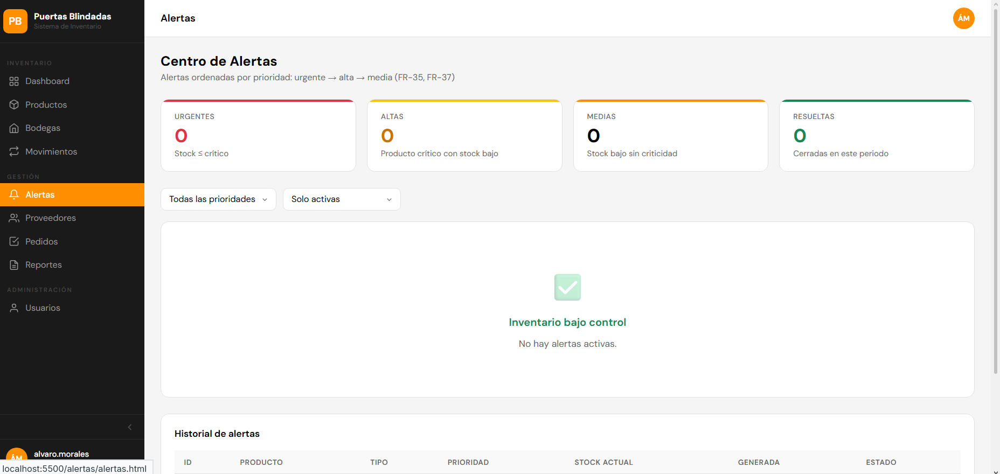 PB
Puertas Blindadas
Sistema de Inventario
INVENTARIO
Dashboard
Productos
Bodegas
Movimientos
GESTIÓN
Alertas
Proveedores
Pedidos
Reportes
ADMINISTRACIÓN
Usuarios
ÁM
alvaro.morales
localhost:5500/alertas/alertas.html
Alertas
ÁM
Centro de Alertas
Alertas ordenadas por prioridad: urgente → alta → media (FR-35, FR-37)
URGENTES
0
Stock ≤ crítico
ALTAS
0
Producto crítico con stock bajo
MEDIAS
0
Stock bajo sin criticidad
RESUELTAS
0
Cerradas en este periodo
Todas las prioridades
Solo activas
Inventario bajo control
No hay alertas activas.
Historial de alertas
ID PRODUCTO TIPO PRIORIDAD STOCK ACTUAL GENERADA ESTADO